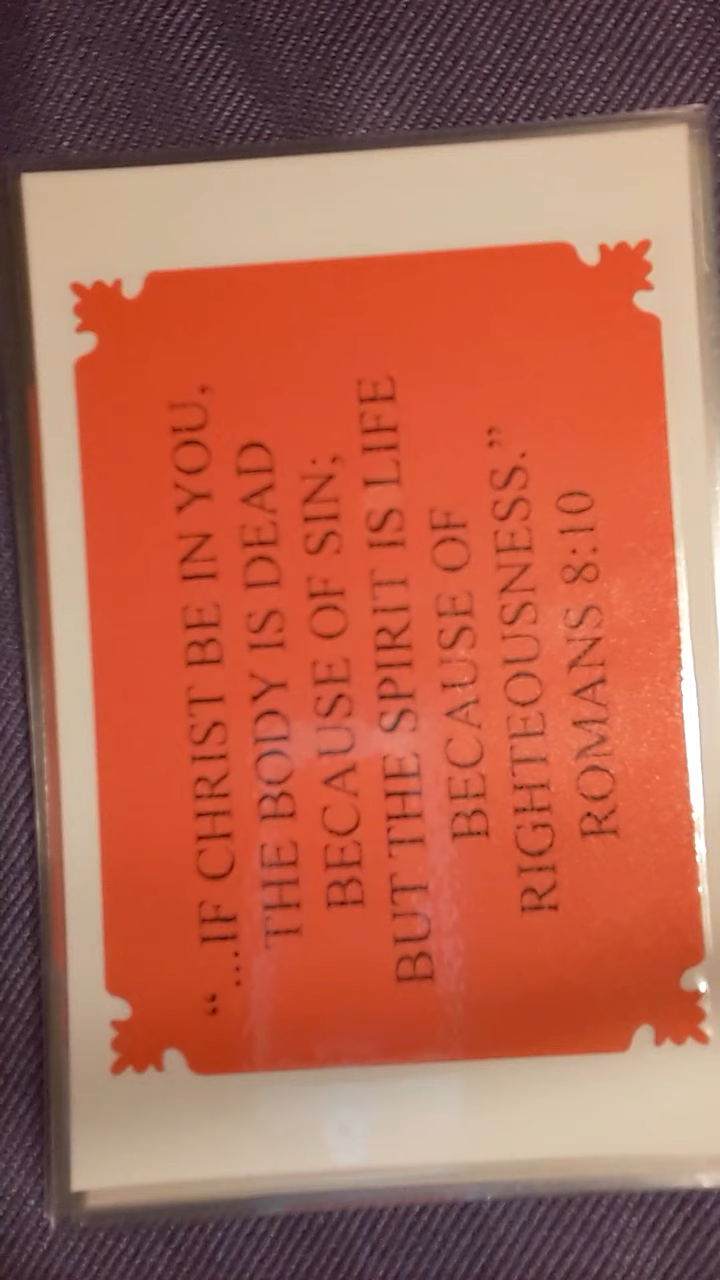 “...IF CHRIST BE IN YOU,
THE BODY IS DEAD
BECAUSE OF SIN;
BUT THE SPIRIT IS LIFE
BECAUSE OF
RIGHTEOUSNESS.”
ROMANS 8:10